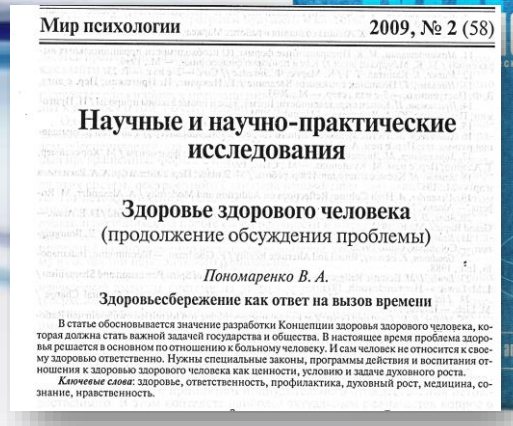 Мир психологии 2009, № 2 (58)
Научные и научно-практические
исследования
Здоровье здорового человека
(продолжение обсуждения проблемы)
Пономаренко В. А.
Здоровьесбережение как ответ на вызов времени
В статье обосновывается значение разработки Концепции здоровья здорового человека, ко-
торая должна стать важной задачей государства и общества. В настоящее время проблема здоро-
вья решается в основном по отношению к больному человеку. И сам человек не относится к свое-
му здоровью ответственно. Нужны специальные законы, программы действия и воспитания от-
ношения к здоровью здорового человека как ценности, условию и задаче духовного роста.
Ключевые слова: здоровье, ответственность, профилактика, духовный рост, медицина, со-
знание, нравственность.